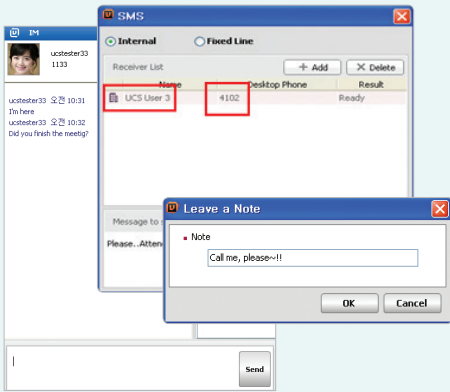 IM
ucstester33
1133
ucstester33 오전 10:31
I'm here
ucstester33 오전 10:32
Did you finish the meetig?
Send
SMS
Internal Fixed Line
Receiver List Add Delete
Name Desktop Phone Result
UCS User 3 4102 Ready
Message to
Please..Atten
Leave a Note
Note
Call me, please~!!
OK Cancel